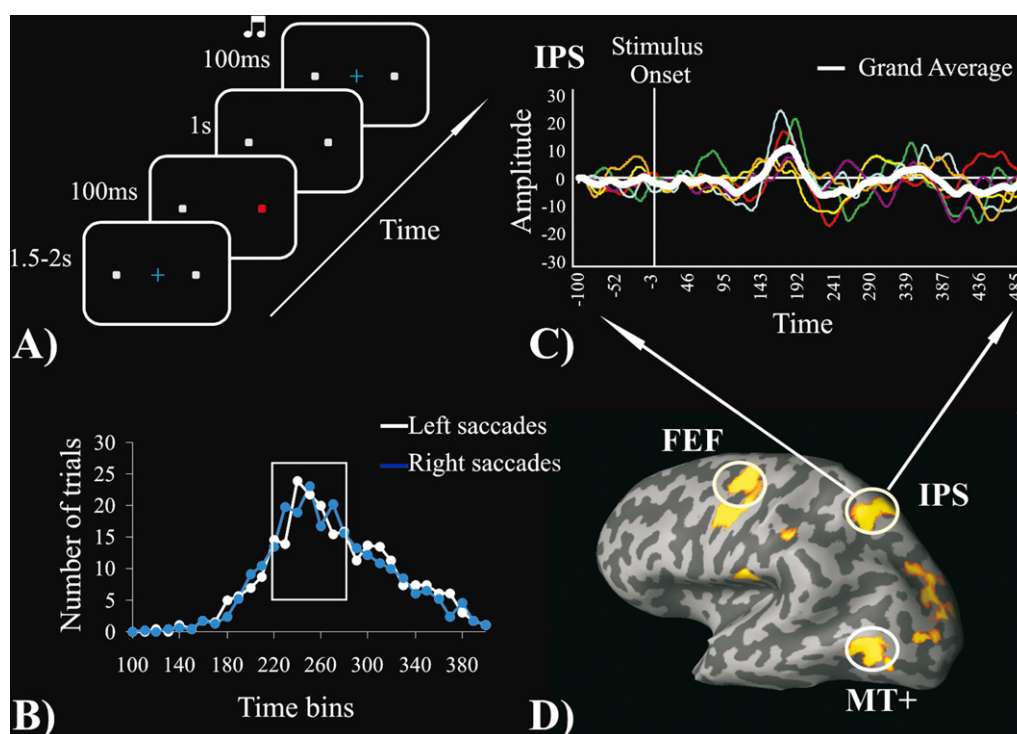 100ms
1s
100ms
1.5-2s
Time
A)
IPS
Stimulus
Onset
Grand Average
Amplitude
30
20
10
0
-10
-20
-30
-100
-52
-3
46
95
143
192
241
290
339
387
436
485
Time
C)
Left saccades
Right saccades
Number of trials
30
25
20
15
10
5
0
100
140
180
220
260
300
340
380
Time bins
B)
FEF
IPS
MT+
D)